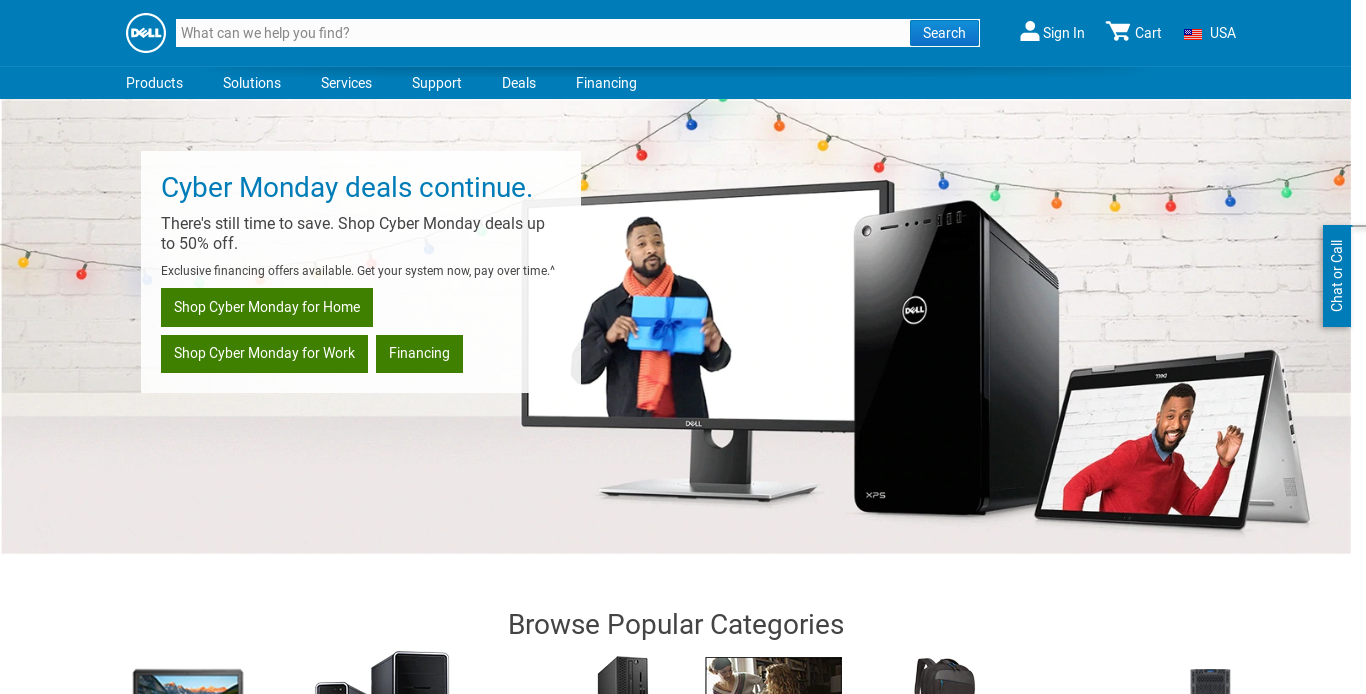 DELL
What can we help you find?
Search
Sign In
Cart
USA
Products
Solutions
Services
Support
Deals
Financing
Cyber Monday deals continue.
There's still time to save. Shop Cyber Monday deals up
to 50% off.
Exclusive financing offers available. Get your system now, pay over time.^
Shop Cyber Monday for Home
Shop Cyber Monday for Work
Financing
DELL
DELL
XPS
DELL
Chat or Call
Browse Popular Categories